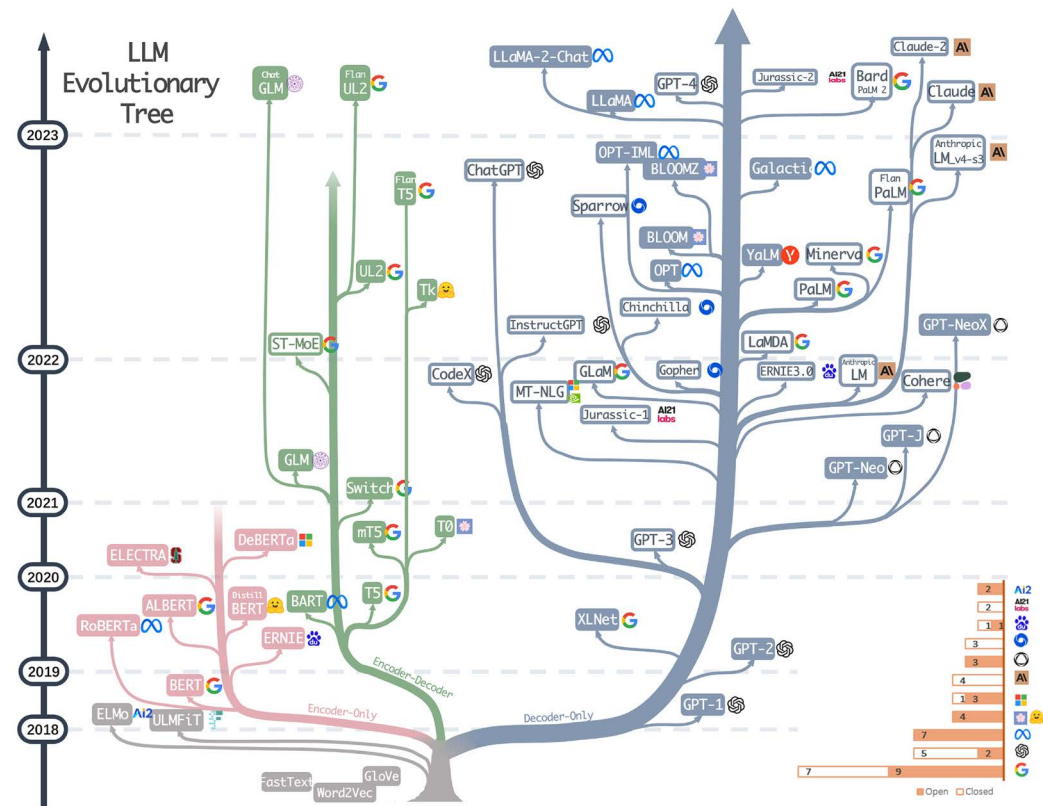 LLM
Evolutionary
Tree
2023
2022
2021
2020
2019
2018
Chat
GLM
Flan
UL2
Flan
T5
UL2
Tk
ST-MoE
GLM
Switch
mT5
T0
T5
BART
Encoder-Decoder
DeBERTa
ELECTRA
ALBERT
Distill
BERT
RoBERTa
ERNIE
BERT
Encoder-Only
ELMo
Ai2
ULMFiT
FastText
Word2Vec
GloVe
Decoder-Only
LLaMA-2-Chat
LLaMA
GPT-4
Jurassic-2
AI21
labs
Bard
PaLM 2
Claude-2
A\
Claude
A\
Anthropic
LM_v4-s3
A\
OPT-IML
BLOOMZ
Galactic
ChatGPT
Flan
PaLM
Sparrow
BLOOM
YaLM
Y
Minerva
OPT
PaLM
Chinchilla
InstructGPT
GPT-NeoX
LaMDA
CodeX
GLaM
Gopher
ERNIE3.0
Anthropic
LM
A\
Cohere
MT-NLG
Jurassic-1
AI21
labs
GPT-J
GPT-Neo
GPT-3
XLNet
GPT-2
GPT-1
2
Ai2
2
AI21
labs
1 1
3
3
4
A\
1 3
4
7
5 2
7 9
Open
Closed